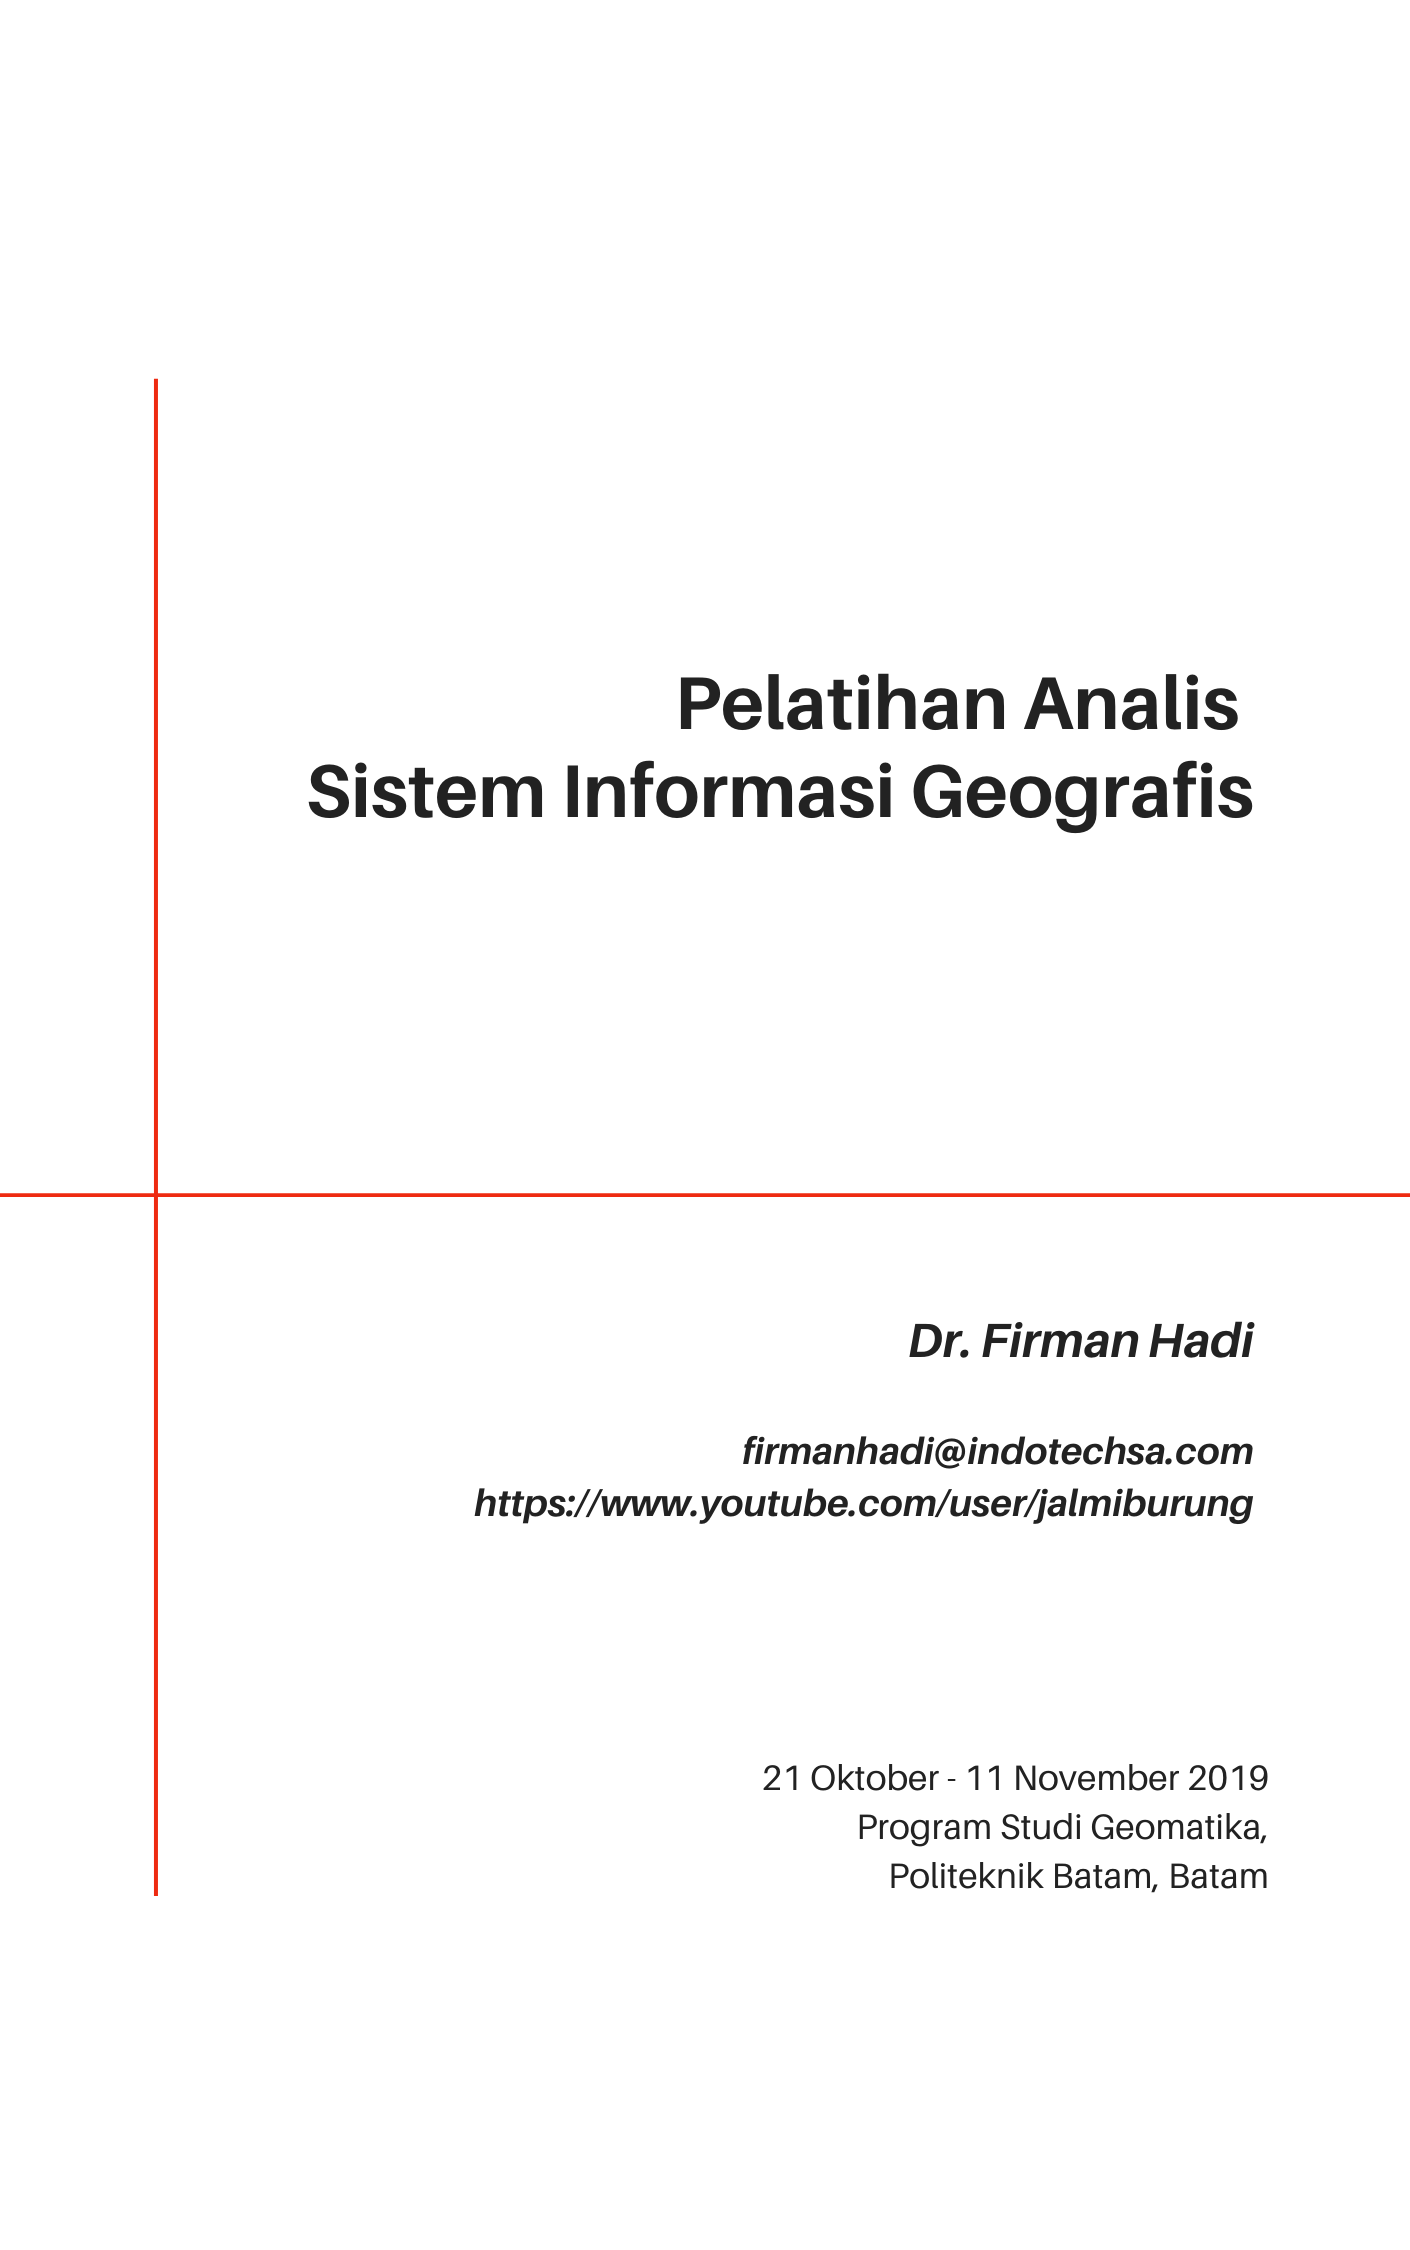 Pelatihan Analis
Sistem Informasi Geografis
Dr. Firman Hadi
firmanhadi@indotechsa.com
https://www.youtube.com/user/jalmiburung
21 Oktober - 11 November 2019
Program Studi Geomatika,
Politeknik Batam, Batam